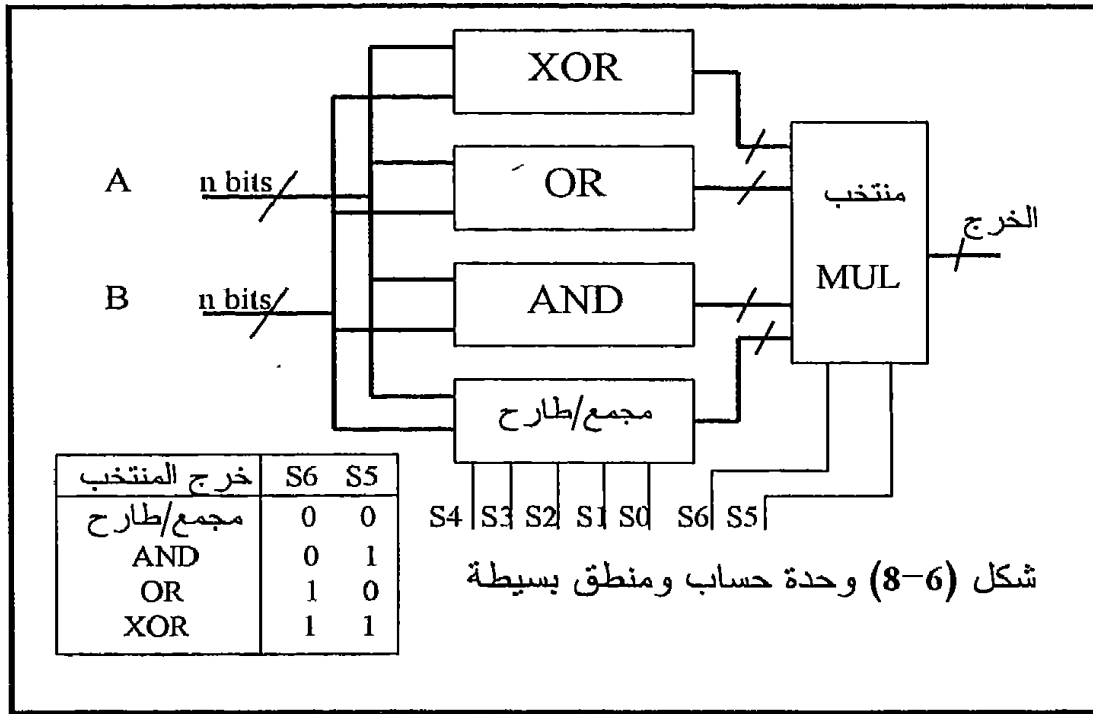 XOR
A n bits
OR
منتخب
MUL
الخرج
B n bits
AND
مجمع/طارح
S4 S3 S2 S1 S0 S6 S5
خرج المنتخب S6 S5
مجمع/طارح 0 0
AND 0 1
OR 1 0
XOR 1 1
شكل (6-8) وحدة حساب ومنطق بسيطة